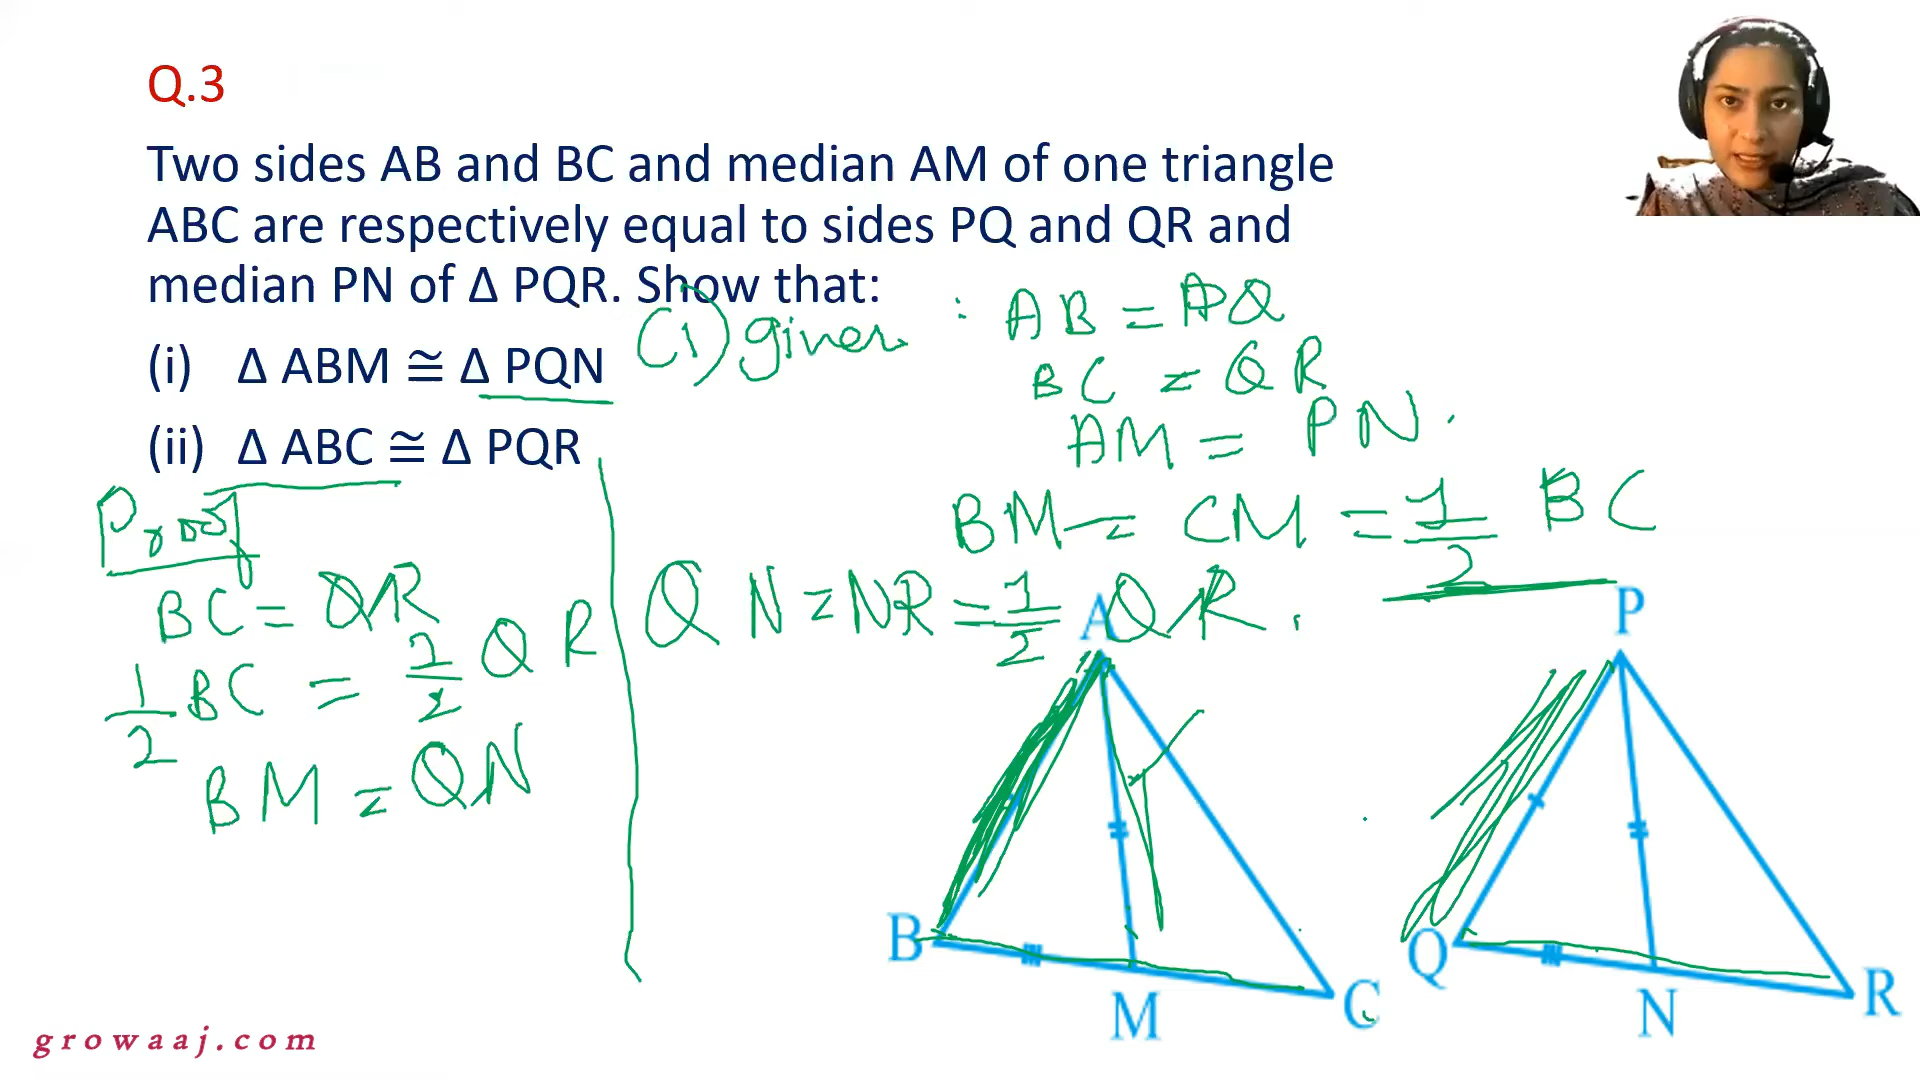 Q.3
Two sides AB and BC and median AM of one triangle
ABC are respectively equal to sides PQ and QR and
median PN of Δ PQR. Show that:
(i) Δ ABM ≅ Δ PQN
(ii) Δ ABC ≅ Δ PQR
(i) given : AB = PQ
BC = QR
AM = PN.
BM = CM = 1/2 BC
QN = NR = 1/2 QR.
Proof
BC = QR
1/2 BC = 1/2 QR
BM = QN
A
B
M
C
P
Q
N
R
growaaj.com